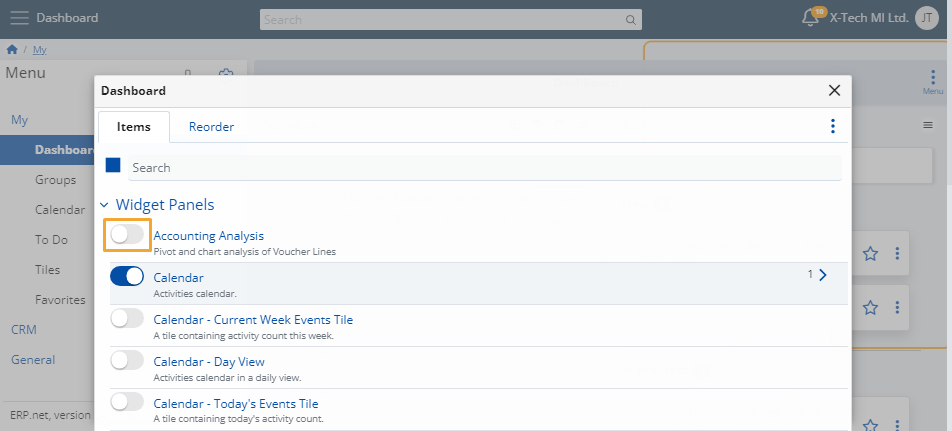 Dashboard
Search
10
X-Tech MI Ltd.
JT
/ My
Menu
Menu
Dashboard
Items
Reorder
Search
My
Dashboard
Groups
Calendar
To Do
Tiles
Favorites
CRM
General
ERP.net, version
Widget Panels
Accounting Analysis
Pivot and chart analysis of Voucher Lines
Calendar
1
Activities calendar.
Calendar - Current Week Events Tile
A tile containing activity count this week.
Calendar - Day View
Activities calendar in a daily view.
Calendar - Today's Events Tile
A tile containing today's activity count.